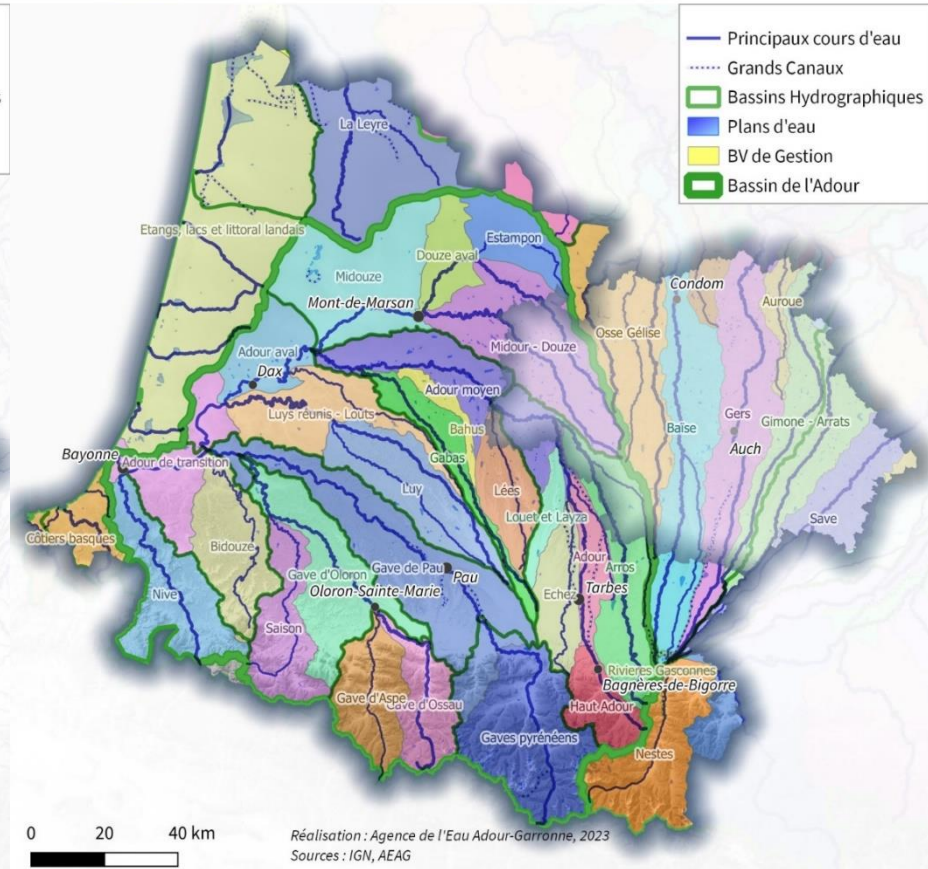 Principaux cours d'eau
Grands Canaux
Bassins Hydrographiques
Plans d'eau
BV de Gestion
Bassin de l'Adour
La Leyre
Etangs, lacs et littoral landais
Estampon
Douze aval
Midouze
Mont-de-Marsan
Condom
Auroue
Osse Gélise
Midour - Douze
Adour aval
Dax
Adour moyen
Baïse
Gers
Gimone - Arrats
Luys réunis - Louts
Bahus
Auch
Bayonne
Adour de transition
Gabas
Luy
Lées
Louet et Layza
Save
Côtiers basques
Bidouze
Gave d'Oloron
Gave de Pau
Pau
Adour
Arros
Nive
Oloron-Sainte-Marie
Echez
Tarbes
Saison
Rivieres Gasconnes
Bagnères-de-Bigorre
Gave d'Aspe
Gave d'Ossau
Haut Adour
Gaves pyrénéens
Nestes
0 20 40 km
Réalisation : Agence de l'Eau Adour-Garronne, 2023
Sources : IGN, AEAG